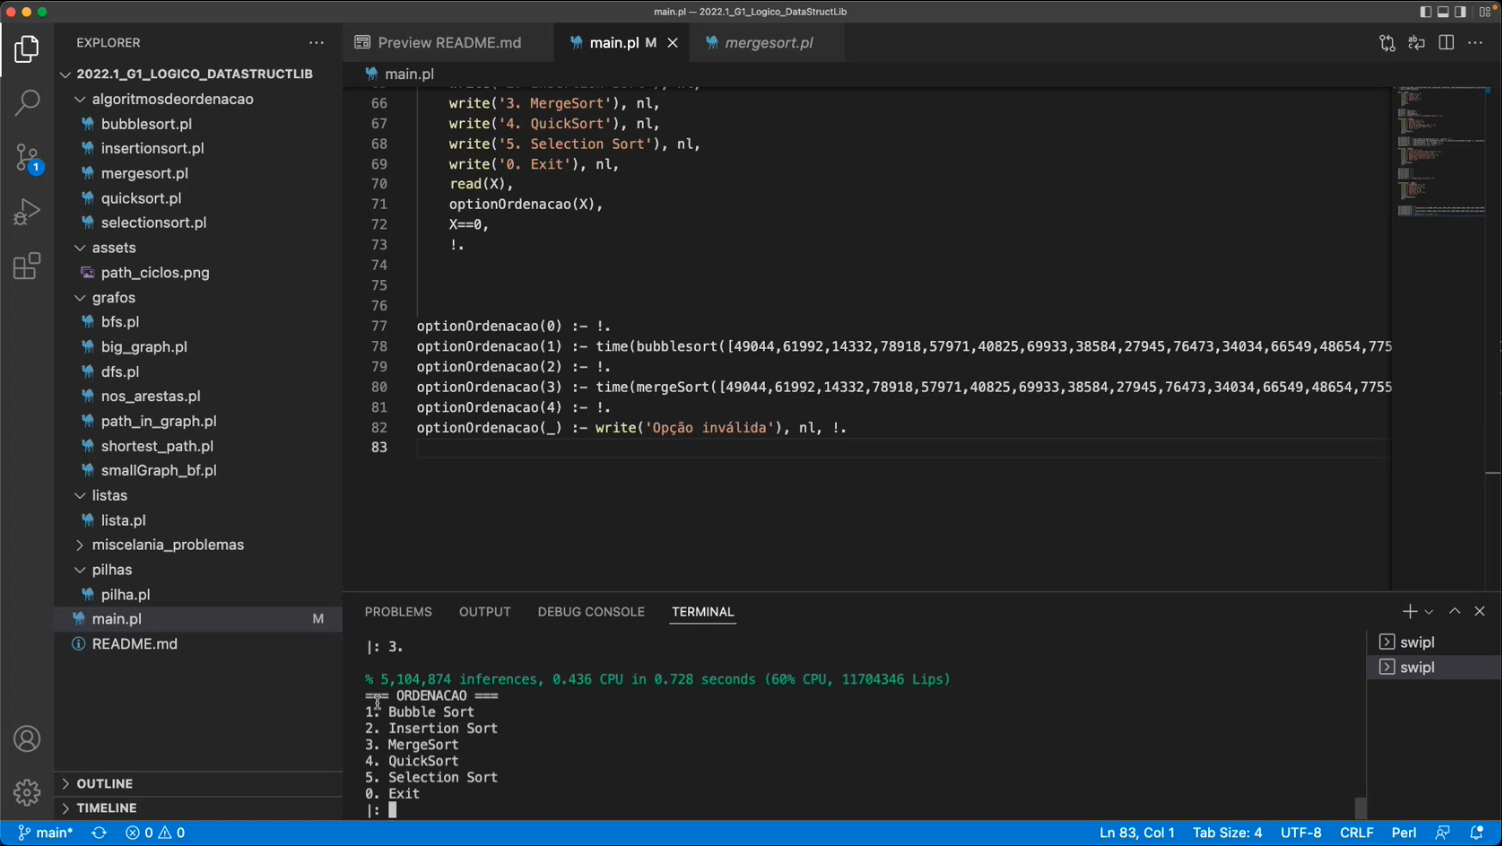 main.pl — 2022.1_G1_Logico_DataStructLib
EXPLORER
2022.1_G1_LOGICO_DATASTRUCTLIB
algoritmosdeordenacao
bubblesort.pl
insertionsort.pl
mergesort.pl
quicksort.pl
selectionsort.pl
assets
path_ciclos.png
grafos
bfs.pl
big_graph.pl
dfs.pl
nos_arestas.pl
path_in_graph.pl
shortest_path.pl
smallGraph_bf.pl
listas
lista.pl
miscelania_problemas
pilhas
pilha.pl
main.pl M
README.md
OUTLINE
TIMELINE
1
Preview README.md
main.pl M
mergesort.pl
main.pl
66 write('3. MergeSort'), nl,
67 write('4. QuickSort'), nl,
68 write('5. Selection Sort'), nl,
69 write('0. Exit'), nl,
70 read(X),
71 optionOrdenacao(X),
72 X==0,
73 !.
74
75
76
77 optionOrdenacao(0) :- !.
78 optionOrdenacao(1) :- time(bubblesort([49044,61992,14332,78918,57971,40825,69933,38584,27945,76473,34034,66549,48654,775
79 optionOrdenacao(2) :- !.
80 optionOrdenacao(3) :- time(mergeSort([49044,61992,14332,78918,57971,40825,69933,38584,27945,76473,34034,66549,48654,7755
81 optionOrdenacao(4) :- !.
82 optionOrdenacao(_) :- write('Opção inválida'), nl, !.
83
PROBLEMS OUTPUT DEBUG CONSOLE TERMINAL
|: 3.
% 5,104,874 inferences, 0.436 CPU in 0.728 seconds (60% CPU, 11704346 Lips)
=== ORDENACAO ===
1. Bubble Sort
2. Insertion Sort
3. MergeSort
4. QuickSort
5. Selection Sort
0. Exit
|:
swipl
swipl
main* 0 0
Ln 83, Col 1 Tab Size: 4 UTF-8 CRLF Perl